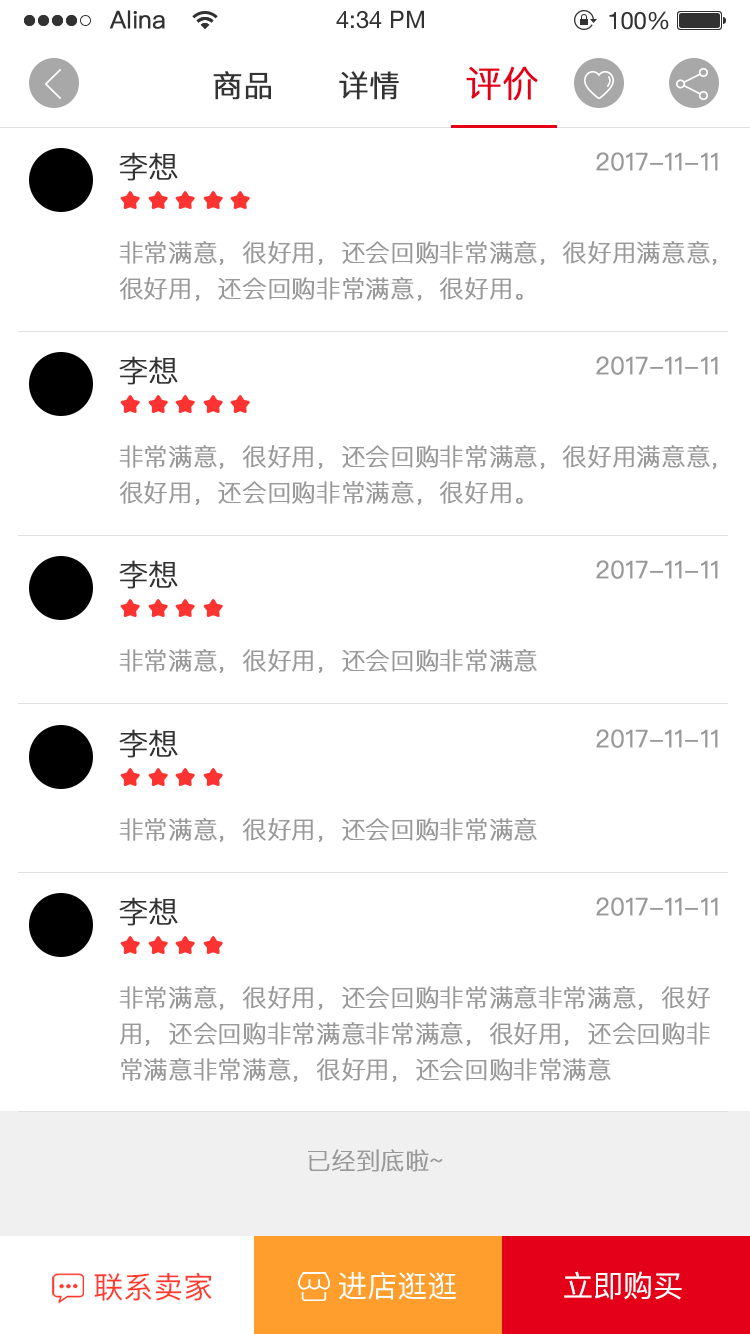 Alina 4:34 PM 100%
商品 详情 评价
李想 2017-11-11
非常满意，很好用，还会回购非常满意，很好用满意意，
很好用，还会回购非常满意，很好用。
李想 2017-11-11
非常满意，很好用，还会回购非常满意，很好用满意意，
很好用，还会回购非常满意，很好用。
李想 2017-11-11
非常满意，很好用，还会回购非常满意
李想 2017-11-11
非常满意，很好用，还会回购非常满意
李想 2017-11-11
非常满意，很好用，还会回购非常满意非常满意，很好
用，还会回购非常满意非常满意，很好用，还会回购非
常满意非常满意，很好用，还会回购非常满意
已经到底啦~
联系卖家 进店逛逛 立即购买